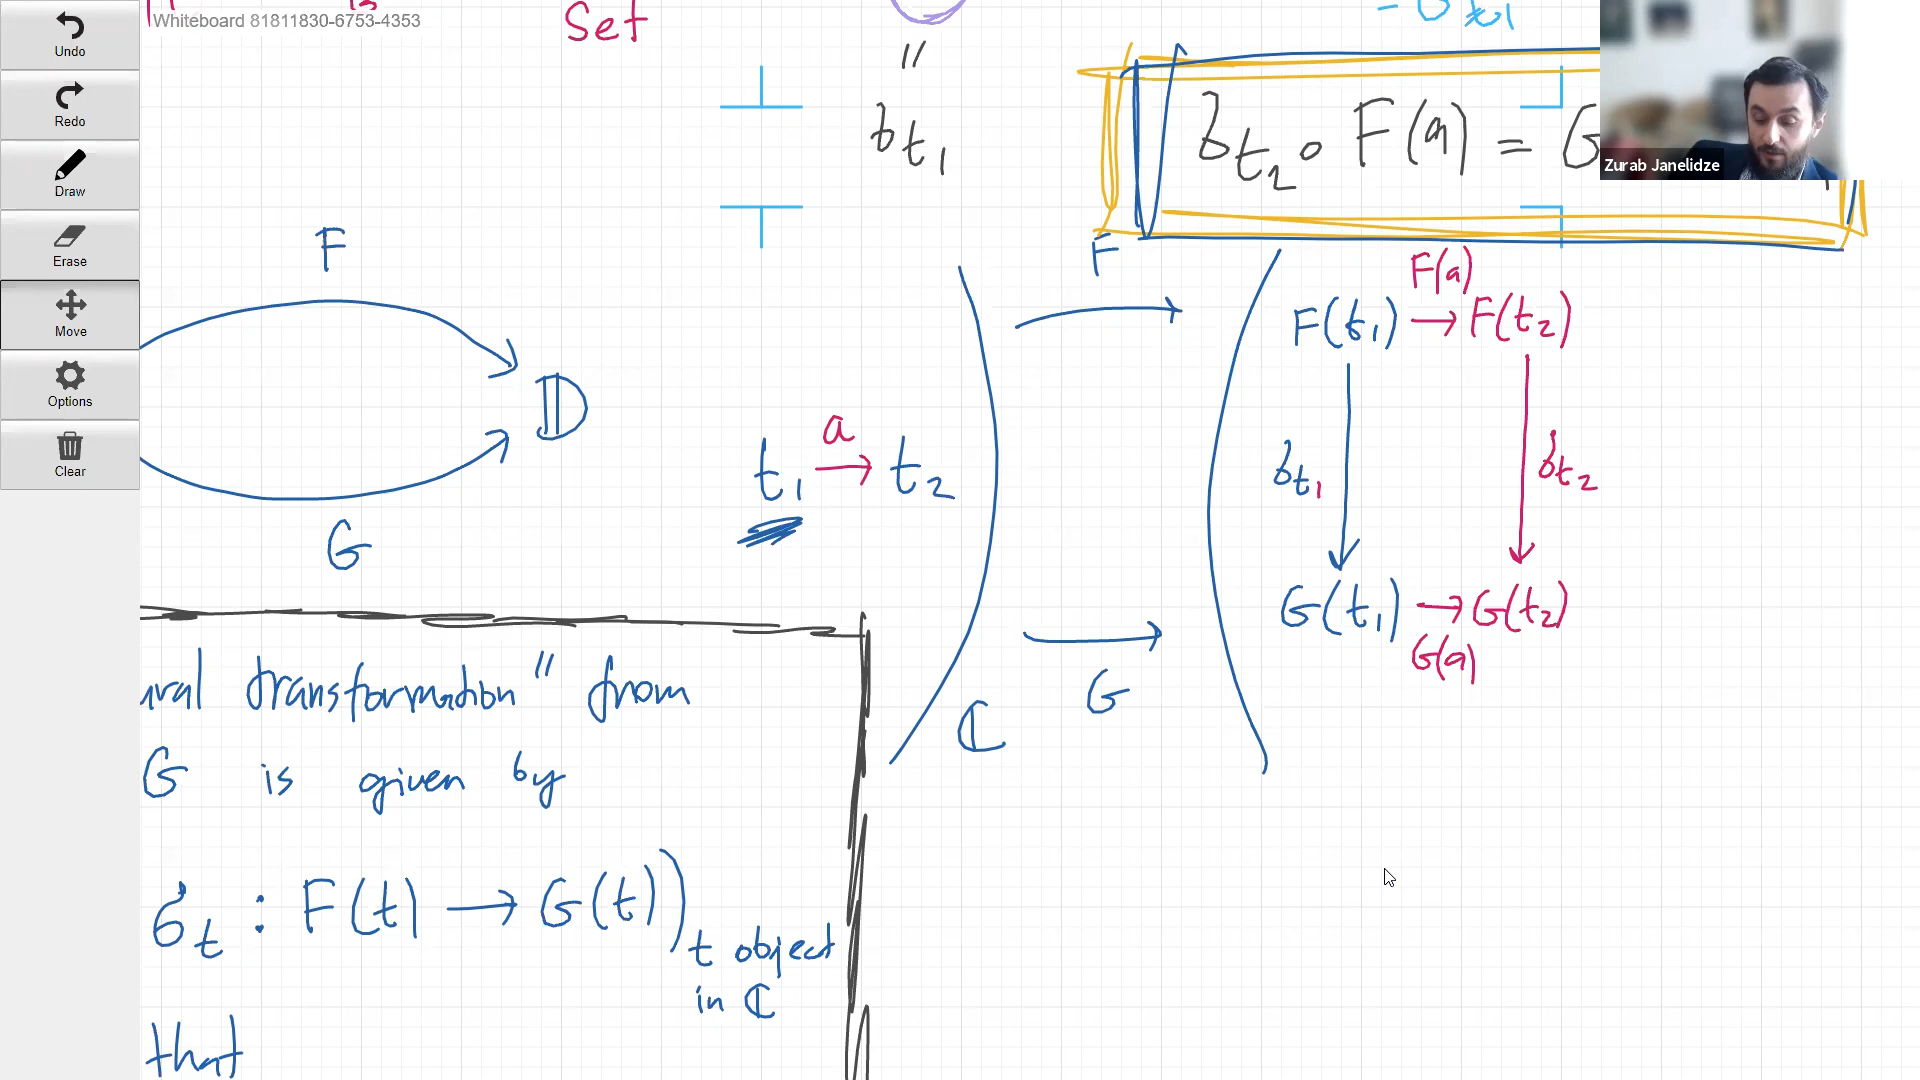 Undo
Redo
Draw
Erase
Move
Options
Clear
Whiteboard 81811830-6753-4353
Set
"
σt1
σt2 ∘ F(a) = G
Zurab Janelidze
F
𝔻
G
t1 a→ t2
ℂ
F
G
F(a)
F(t1) → F(t2)
σt1
σt2
G(t1) → G(t2)
G(a)
transformation" from
G is given by
σt : F(t) → G(t))t object
in ℂ
that